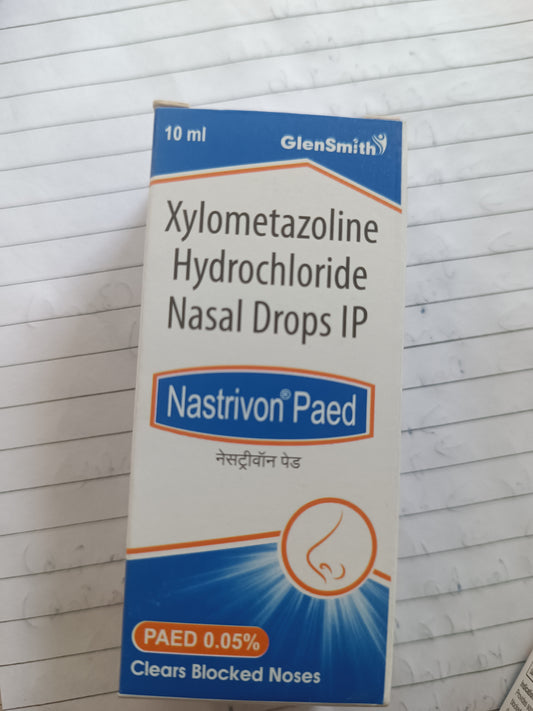 10 ml
GlenSmith
Xylometazoline
Hydrochloride
Nasal Drops IP
Nastrivon® Paed
नेसट्रीवॉन पेड
PAED 0.05%
Clears Blocked Noses